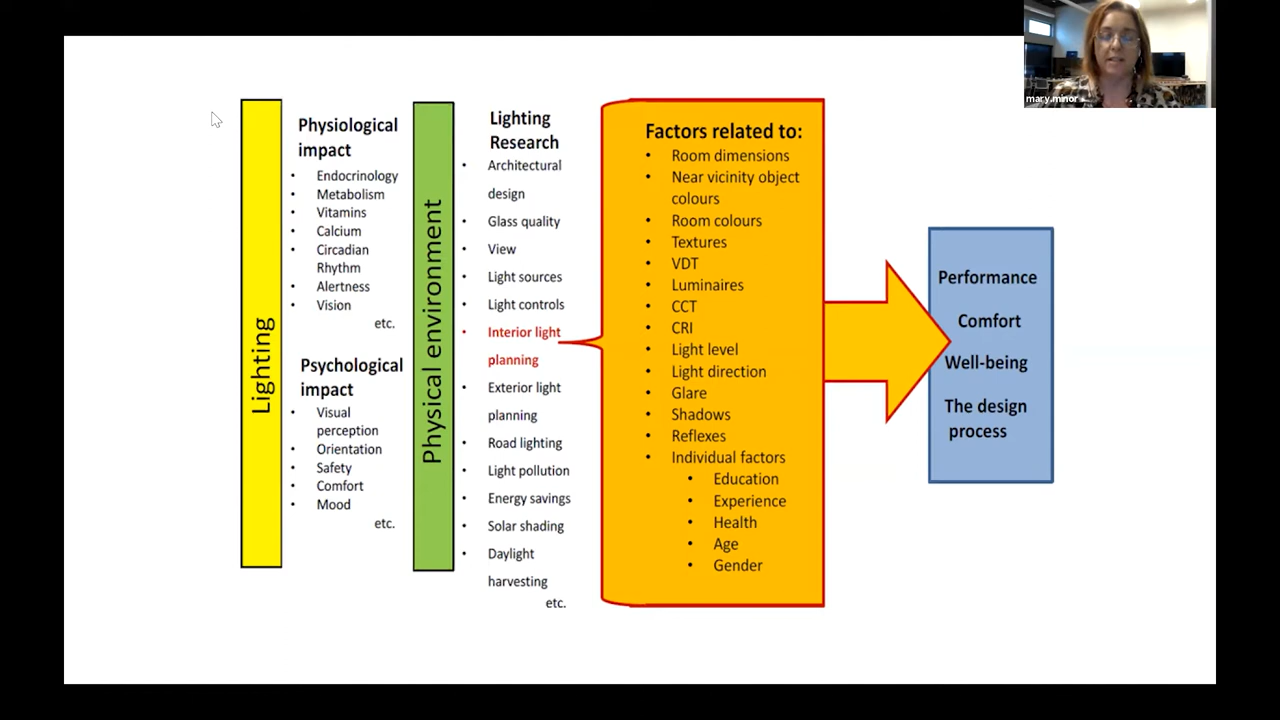 mary.minor
Lighting
Physiological
impact
• Endocrinology
• Metabolism
• Vitamins
• Calcium
• Circadian
Rhythm
• Alertness
• Vision
etc.
Psychological
impact
• Visual
perception
• Orientation
• Safety
• Comfort
• Mood
etc.
Physical environment
Lighting
Research
• Architectural
design
• Glass quality
• View
• Light sources
• Light controls
• Interior light
planning
• Exterior light
planning
• Road lighting
• Light pollution
• Energy savings
• Solar shading
• Daylight
harvesting
etc.
Factors related to:
• Room dimensions
• Near vicinity object
colours
• Room colours
• Textures
• VDT
• Luminaires
• CCT
• CRI
• Light level
• Light direction
• Glare
• Shadows
• Reflexes
• Individual factors
• Education
• Experience
• Health
• Age
• Gender
Performance
Comfort
Well-being
The design
process